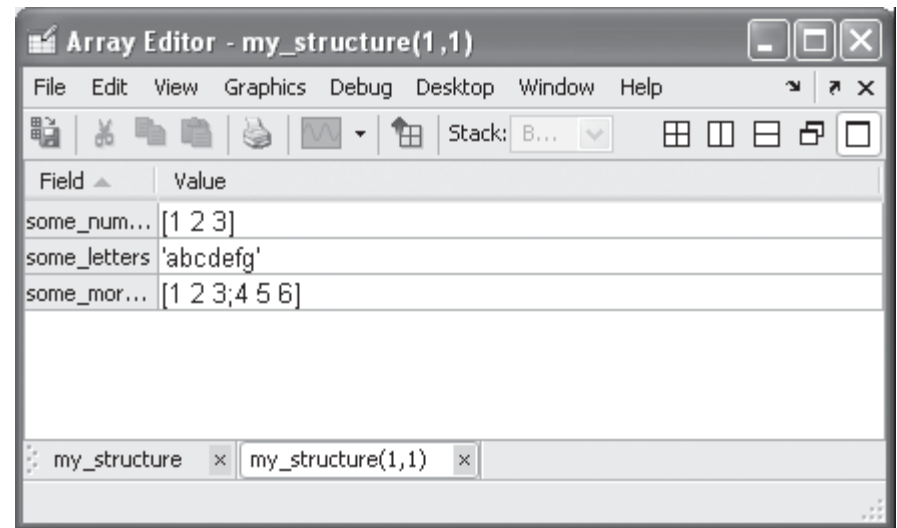 Array Editor - my_structure(1,1)
File Edit View Graphics Debug Desktop Window Help
Stack: B...
Field Value
some_num... [1 2 3]
some_letters 'abcdefg'
some_mor... [1 2 3;4 5 6]
my_structure × my_structure(1,1) ×